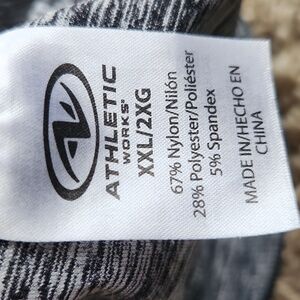 ATHLETIC
WORKS®
XXL/2XG
67% Nylon/Nilón
28% Polyester/Poliéster
5% Spandex
MADE IN/HECHO EN
CHINA